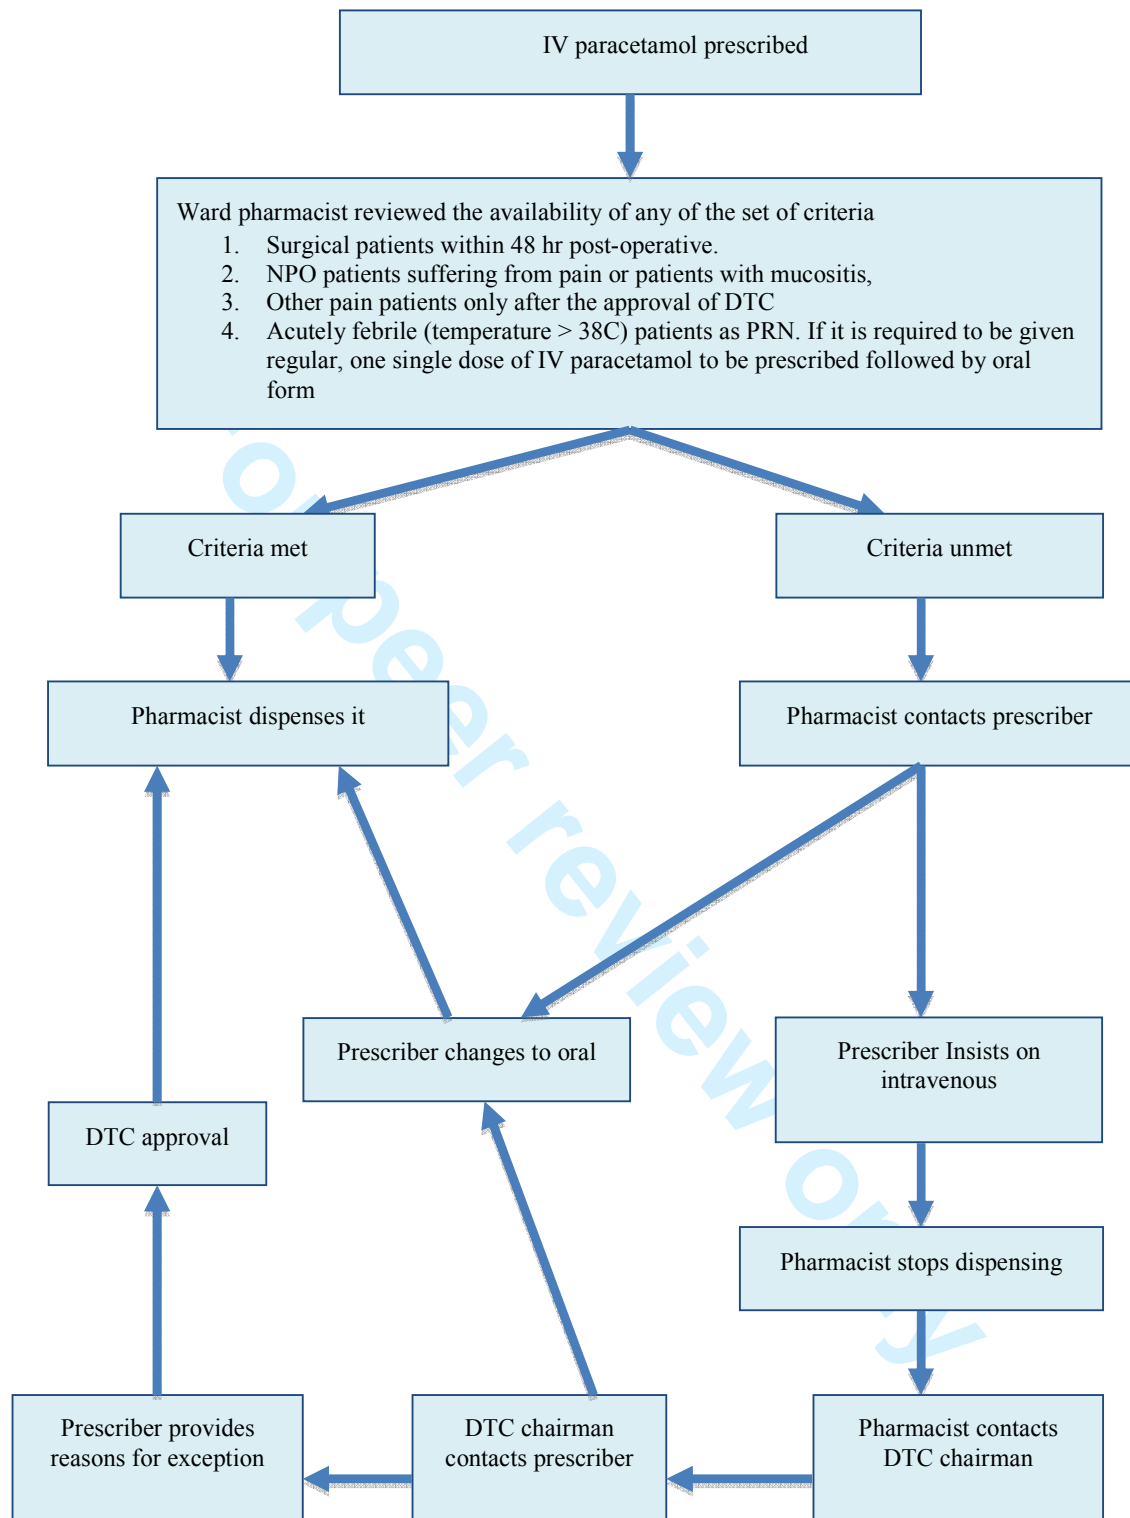 IV paracetamol prescribed
Ward pharmacist reviewed the availability of any of the set of criteria
1. Surgical patients within 48 hr post-operative.
2. NPO patients suffering from pain or patients with mucositis,
3. Other pain patients only after the approval of DTC
4. Acutely febrile (temperature > 38C) patients as PRN. If it is required to be given
regular, one single dose of IV paracetamol to be prescribed followed by oral
form
Criteria met
Criteria unmet
Pharmacist dispenses it
Pharmacist contacts prescriber
Prescriber changes to oral
Prescriber Insists on
intravenous
DTC approval
Pharmacist stops dispensing
Prescriber provides
reasons for exception
DTC chairman
contacts prescriber
Pharmacist contacts
DTC chairman
peer review only